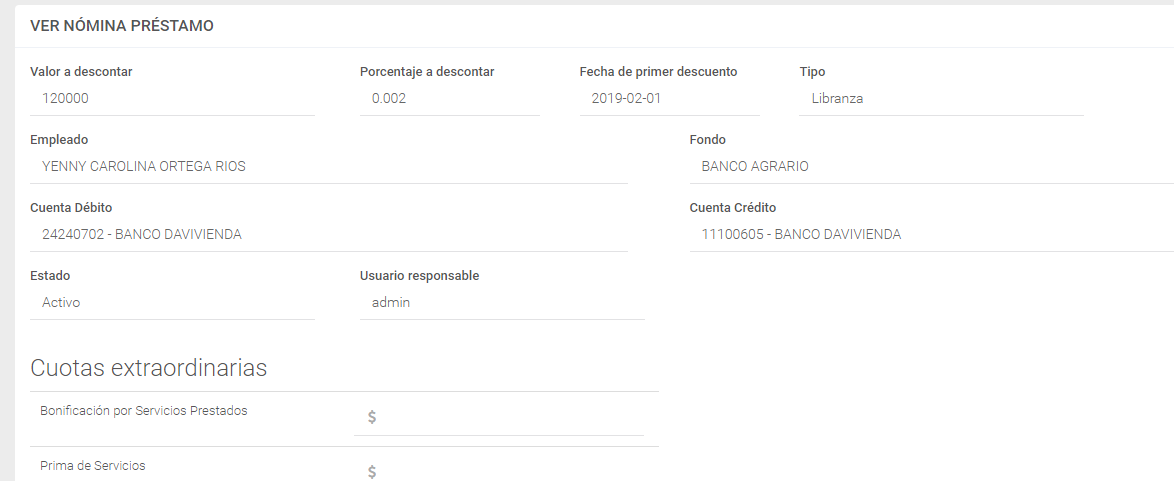 VER NÓMINA PRÉSTAMO
Valor a descontar
Porcentaje a descontar
Fecha de primer descuento
Tipo
120000
0.002
2019-02-01
Libranza
Empleado
Fondo
YENNY CAROLINA ORTEGA RIOS
BANCO AGRARIO
Cuenta Débito
Cuenta Crédito
24240702 - BANCO DAVIVIENDA
11100605 - BANCO DAVIVIENDA
Estado
Usuario responsable
Activo
admin
Cuotas extraordinarias
Bonificación por Servicios Prestados
$
Prima de Servicios
$